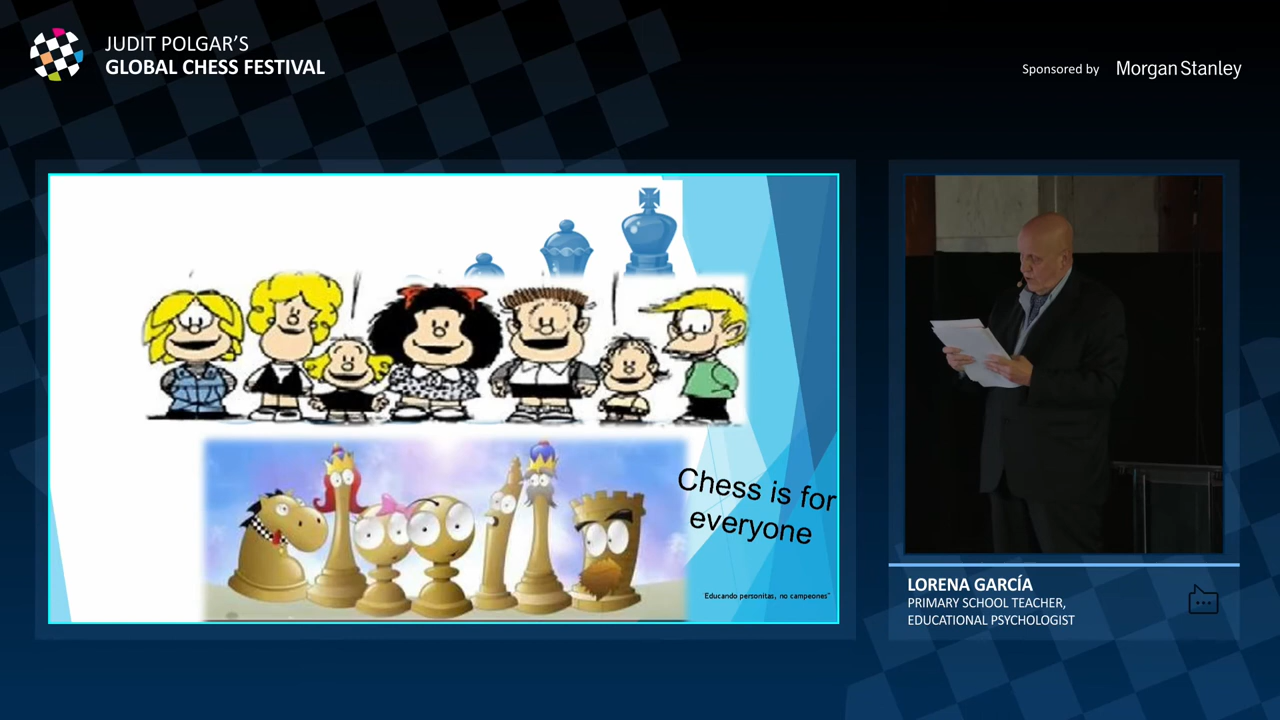 JUDIT POLGAR'S
GLOBAL CHESS FESTIVAL
Sponsored by Morgan Stanley
Chess is for
everyone
Educando personitas, no campeones"
LORENA GARCÍA
PRIMARY SCHOOL TEACHER,
EDUCATIONAL PSYCHOLOGIST